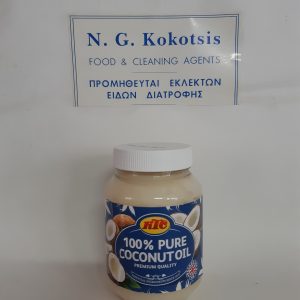 N. G. Kokotsis
FOOD & CLEANING AGENTS
ΠΡΟΜΗΘΕΥΤΑΙ ΕΚΛΕΚΤΩΝ
ΕΙΔΩΝ ΔΙΑΤΡΟΦΗΣ
KTC
100% PURE
COCONUT OIL
PREMIUM QUALITY